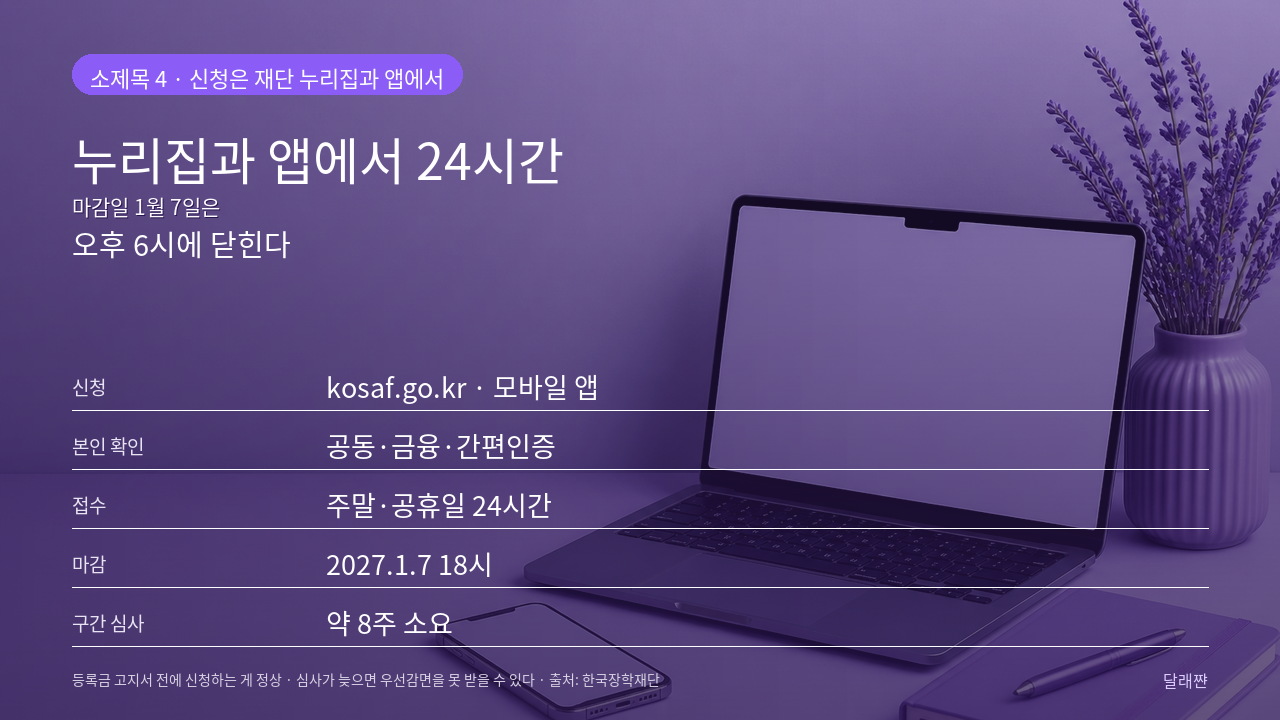 소제목 4 · 신청은 재단 누리집과 앱에서
누리집과 앱에서 24시간
마감일 1월 7일은
오후 6시에 닫힌다
신청 kosaf.go.kr · 모바일 앱
본인 확인 공동·금융·간편인증
접수 주말·공휴일 24시간
마감 2027.1.7 18시
구간 심사 약 8주 소요
등록금 고지서 전에 신청하는 게 정상 · 심사가 늦으면 우선감면을 못 받을 수 있다 · 출처: 한국장학재단
달래쨘